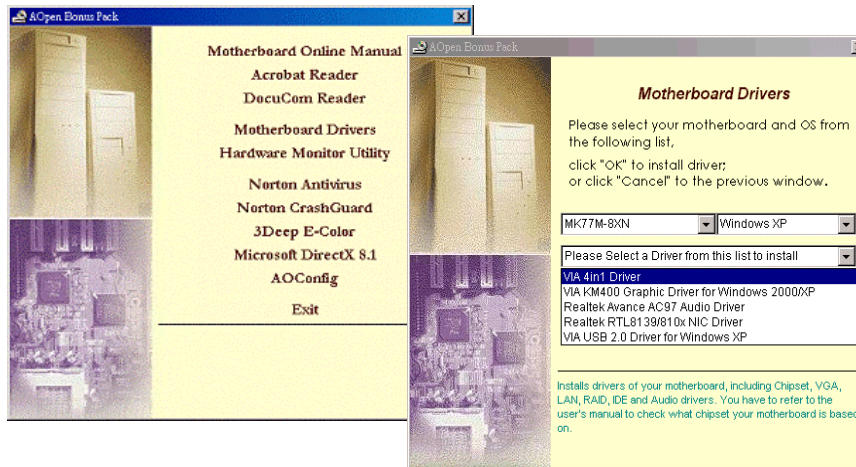 AOpen Bonus Pack
Motherboard Online Manual
Acrobat Reader
DocuCom Reader
Motherboard Drivers
Hardware Monitor Utility
Norton Antivirus
Norton CrashGuard
3Deep E-Color
Microsoft DirectX 8.1
AOConfig
Exit
AOpen Bonus Pack
Motherboard Drivers
Please select your motherboard and OS from
the following list,
click "OK" to install driver;
or click "Cancel" to the previous window.
MK77M-8XN Windows XP
Please Select a Driver from this list to install
VIA 4in1 Driver
VIA KM400 Graphic Driver for Windows 2000/XP
Realtek Avance AC97 Audio Driver
Realtek RTL8139/810x NIC Driver
VIA USB 2.0 Driver for Windows XP
Installs drivers of your motherboard, including Chipset, VGA,
LAN, RAID, IDE and Audio drivers. You have to refer to the
user's manual to check what chipset your motherboard is based
on.